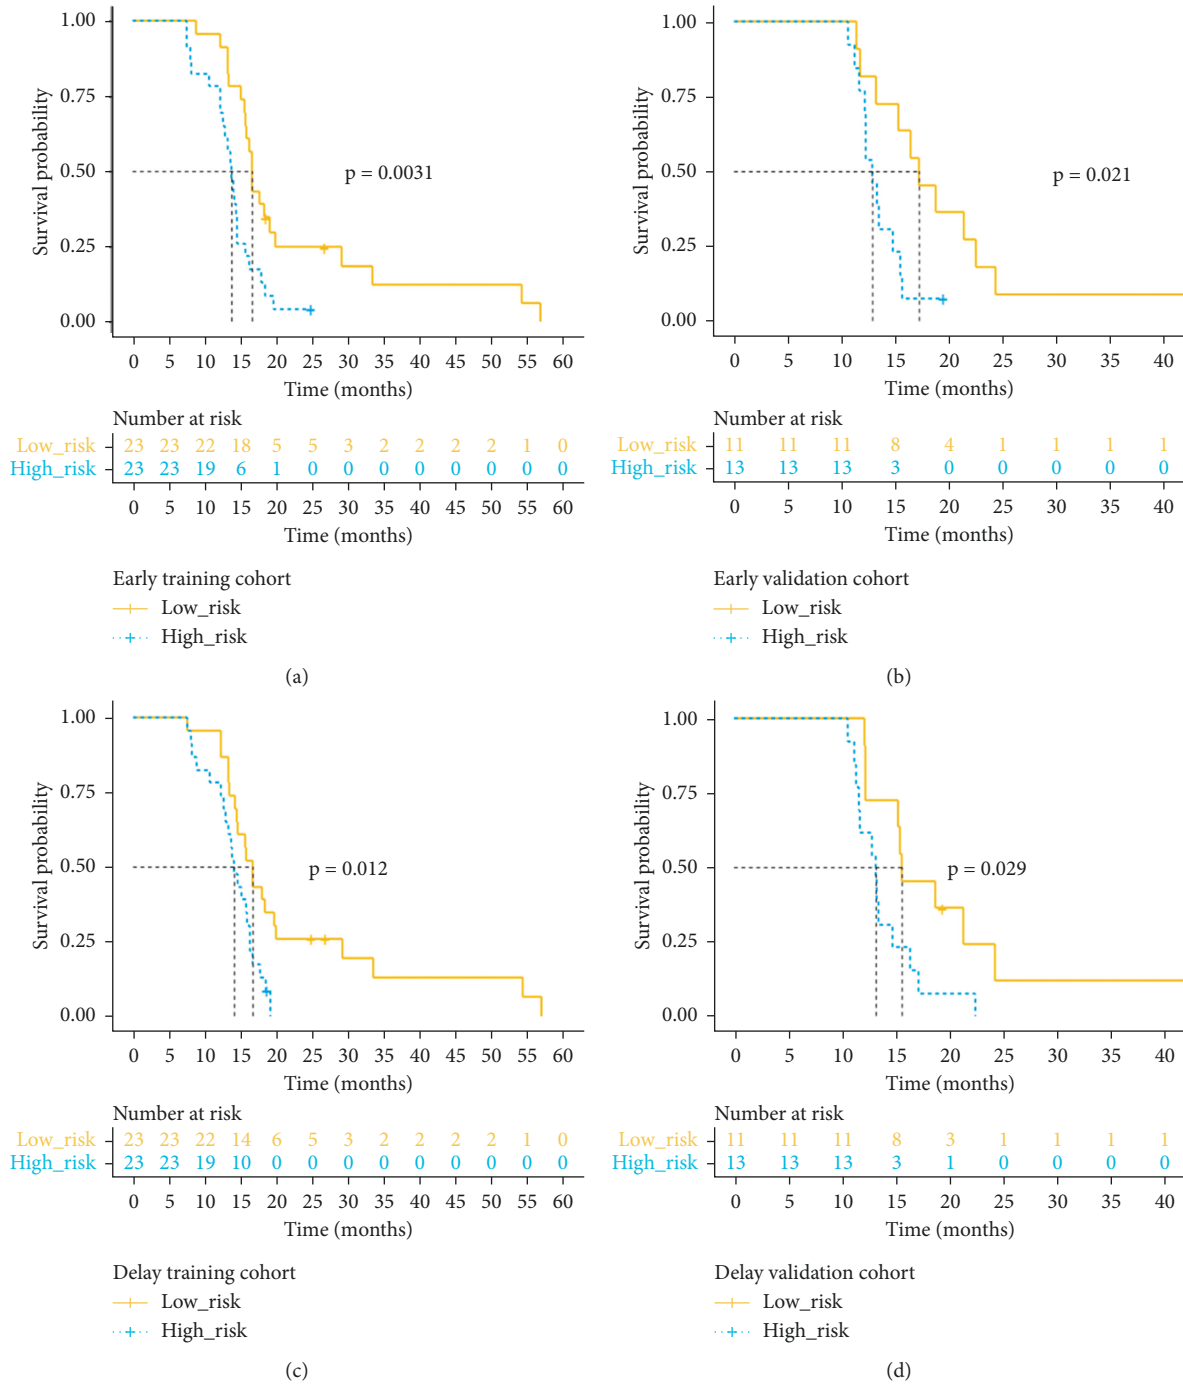 1.00
0.75
0.50
0.25
0.00
Survival probability
p = 0.0031
0 5 10 15 20 25 30 35 40 45 50 55 60
Time (months)
Number at risk
Low_risk 23 23 22 18 5 5 3 2 2 2 2 1 0
High_risk 23 23 19 6 1 0 0 0 0 0 0 0 0
0 5 10 15 20 25 30 35 40 45 50 55 60
Time (months)
Early training cohort
Low_risk
High_risk
(a)
1.00
0.75
0.50
0.25
0.00
Survival probability
p = 0.021
0 5 10 15 20 25 30 35 40
Time (months)
Number at risk
Low_risk 11 11 11 8 4 1 1 1 1
High_risk 13 13 13 3 0 0 0 0 0
0 5 10 15 20 25 30 35 40
Time (months)
Early validation cohort
Low_risk
High_risk
(b)
1.00
0.75
0.50
0.25
0.00
Survival probability
p = 0.012
0 5 10 15 20 25 30 35 40 45 50 55 60
Time (months)
Number at risk
Low_risk 23 23 22 14 6 5 3 2 2 2 2 1 0
High_risk 23 23 19 10 0 0 0 0 0 0 0 0 0
0 5 10 15 20 25 30 35 40 45 50 55 60
Time (months)
Delay training cohort
Low_risk
High_risk
(c)
1.00
0.75
0.50
0.25
0.00
Survival probability
p = 0.029
0 5 10 15 20 25 30 35 40
Time (months)
Number at risk
Low_risk 11 11 11 8 3 1 1 1 1
High_risk 13 13 13 3 1 0 0 0 0
0 5 10 15 20 25 30 35 40
Time (months)
Delay validation cohort
Low_risk
High_risk
(d)